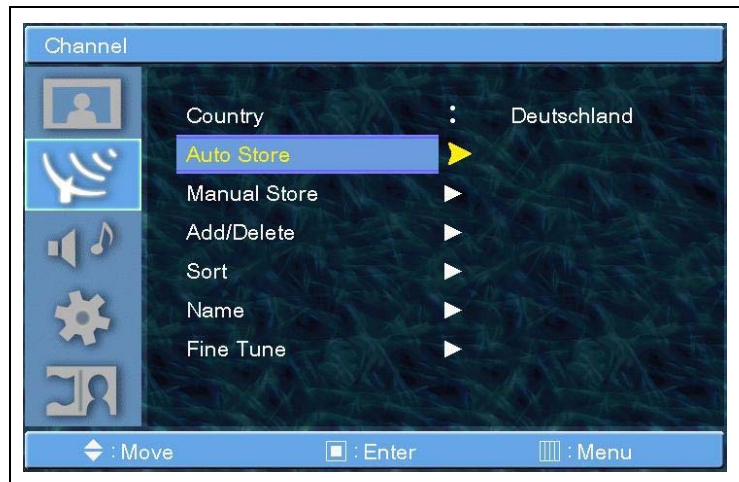 Channel
Country : Deutschland
Auto Store
Manual Store
Add/Delete
Sort
Name
Fine Tune
: Move : Enter : Menu